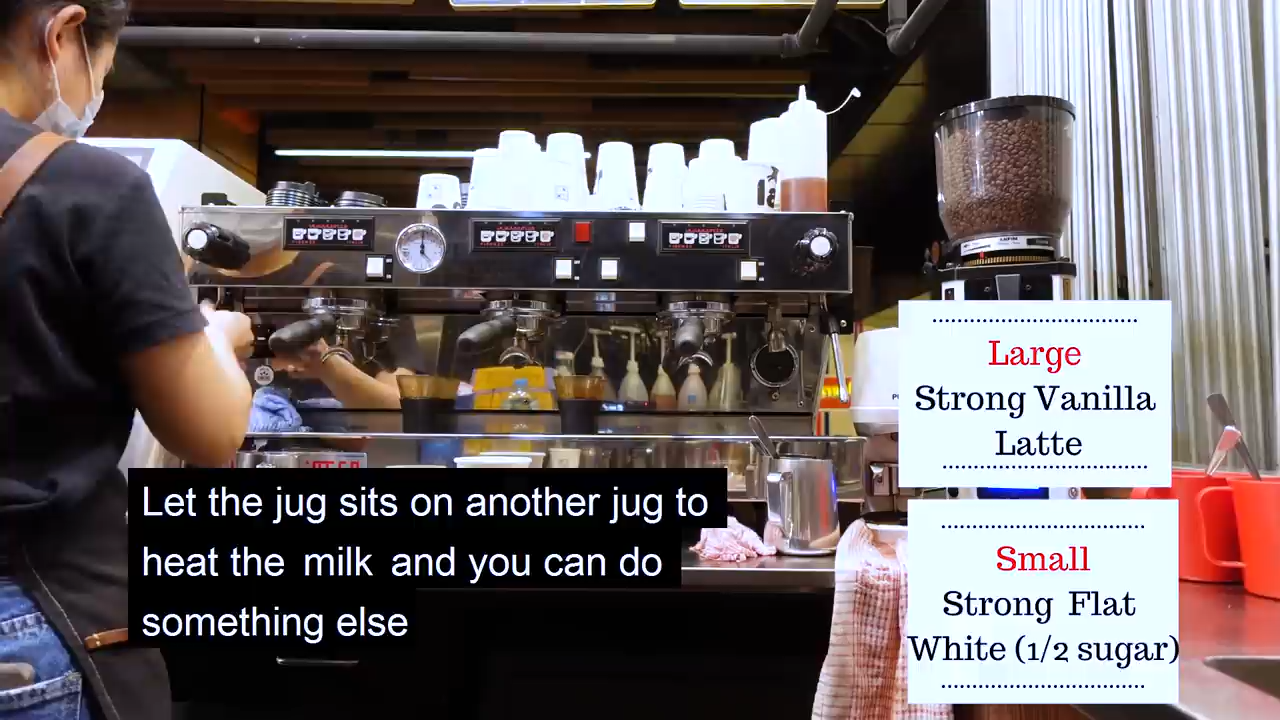 Large
Strong Vanilla
Latte
Let the jug sits on another jug to
heat the milk and you can do
something else
Small
Strong Flat
White (1/2 sugar)